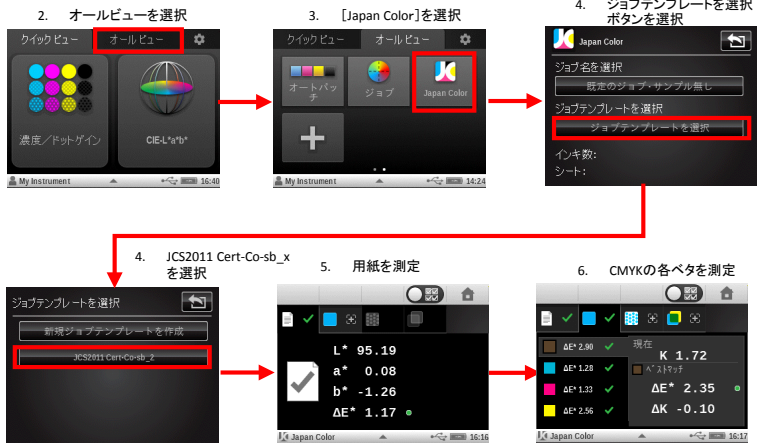 2. オールビューを選択
クイックビュー オールビュー
濃度／ドットゲイン
CIE-L*a*b*
My Instrument 16:40
3. [Japan Color]を選択
クイックビュー オールビュー
オートパッチ
ジョブ
Japan Color
My Instrument 14:24
4. ジョブテンプレートを選択
ボタンを選択
Japan Color
ジョブ名を選択
既定のジョブ・サンプル無し
ジョブテンプレートを選択
ジョブテンプレートを選択
インキ数:
シート:
4. JCS2011 Cert-Co-sb_x
を選択
ジョブテンプレートを選択
新規ジョブテンプレートを作成
JCS2011 Cert-Co-sb_2
5. 用紙を測定
L* 95.19
a* 0.08
b* -1.26
ΔE* 1.17
Japan Color 16:16
6. CMYKの各ベタを測定
ΔE* 2.90
ΔE* 1.28
ΔE* 1.33
ΔE* 2.56
現在
K 1.72
ベストマッチ
ΔE* 2.35
ΔK -0.10
Japan Color 16:17